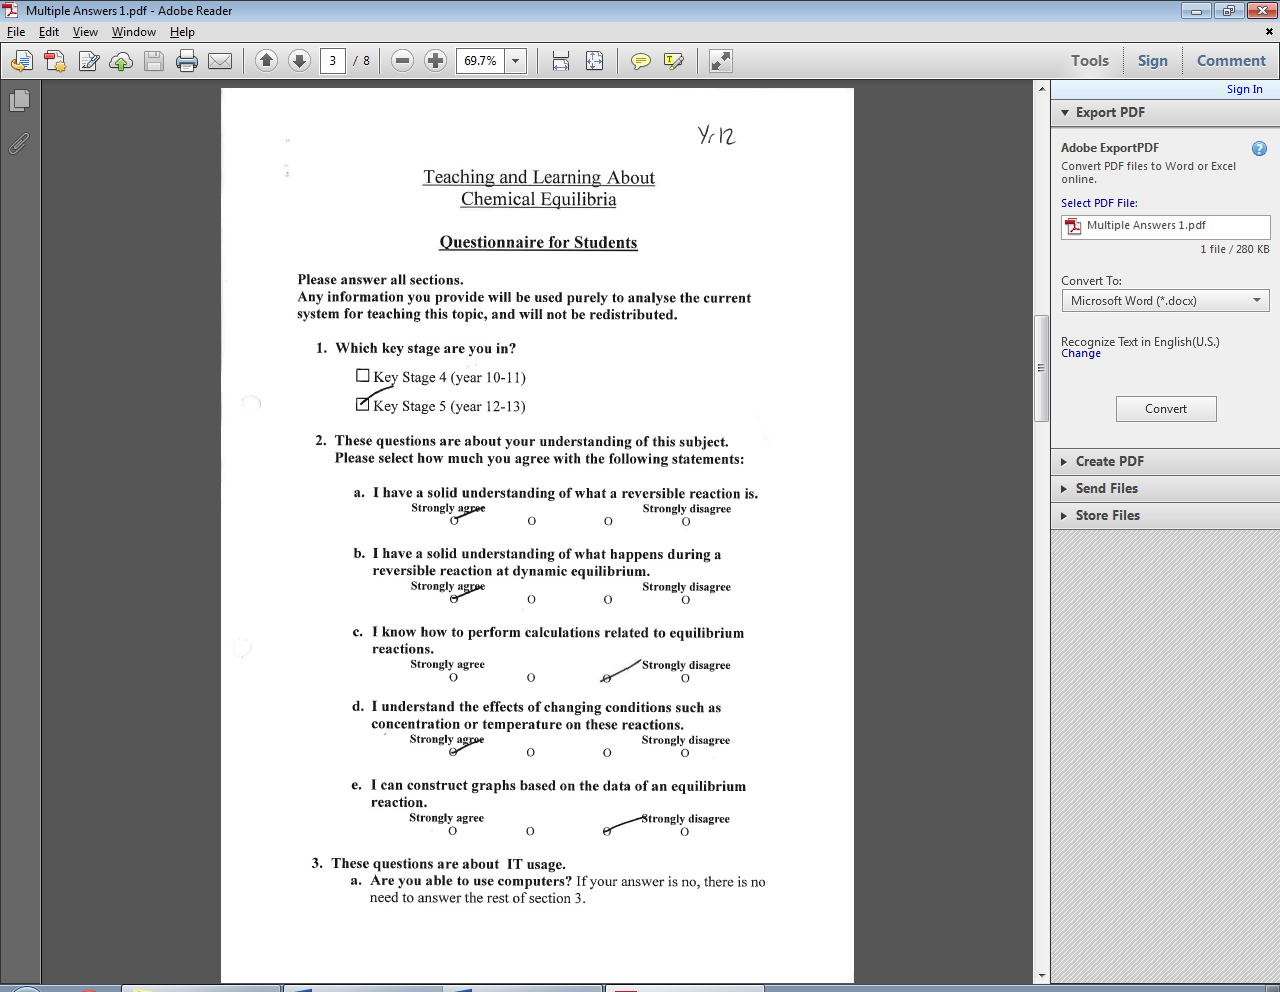 Multiple Answers 1.pdf - Adobe Reader
File Edit View Window Help
3 / 8 69.7% Tools Sign Comment
Sign In
Export PDF
Adobe ExportPDF
Convert PDF files to Word or Excel
online.
Select PDF File:
Multiple Answers 1.pdf
1 file / 280 KB
Convert To:
Microsoft Word (*.docx)
Recognize Text in English(U.S.)
Change
Convert
Create PDF
Send Files
Store Files
Yr12
Teaching and Learning About
Chemical Equilibria
Questionnaire for Students
Please answer all sections.
Any information you provide will be used purely to analyse the current
system for teaching this topic, and will not be redistributed.
1. Which key stage are you in?
Key Stage 4 (year 10-11)
Key Stage 5 (year 12-13)
2. These questions are about your understanding of this subject.
Please select how much you agree with the following statements:
a. I have a solid understanding of what a reversible reaction is.
Strongly agree Strongly disagree
O O O O
b. I have a solid understanding of what happens during a
reversible reaction at dynamic equilibrium.
Strongly agree Strongly disagree
O O O O
c. I know how to perform calculations related to equilibrium
reactions.
Strongly agree Strongly disagree
O O O O
d. I understand the effects of changing conditions such as
concentration or temperature on these reactions.
Strongly agree Strongly disagree
O O O O
e. I can construct graphs based on the data of an equilibrium
reaction.
Strongly agree Strongly disagree
O O O O
3. These questions are about IT usage.
a. Are you able to use computers? If your answer is no, there is no
need to answer the rest of section 3.